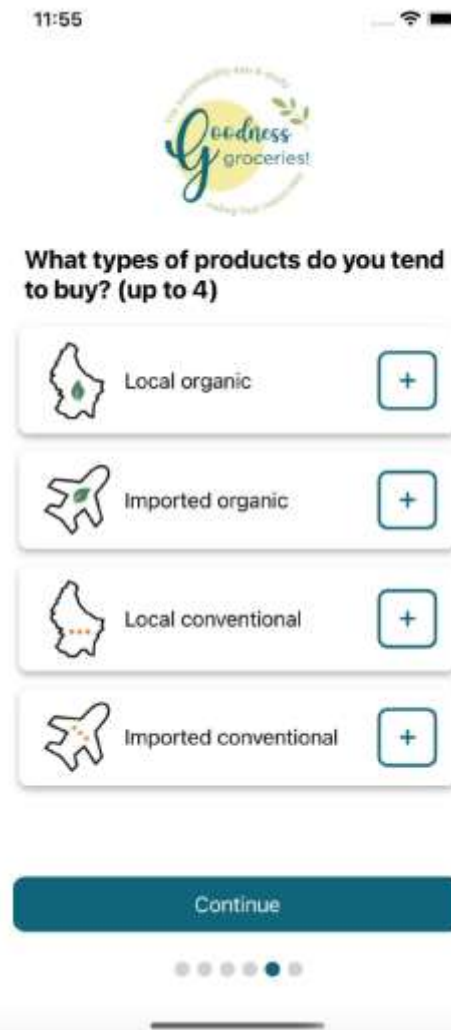 11:55
Goodness
groceries!
What types of products do you tend
to buy? (up to 4)
Local organic
+
Imported organic
+
Local conventional
+
Imported conventional
+
Continue